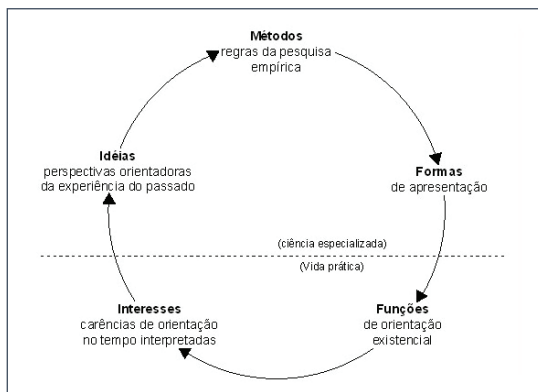 Métodos
regras da pesquisa
empírica
Idéias
perspectivas orientadoras
da experiência do passado
Formas
de apresentação
(ciência especializada)
(Vida prática)
Interesses
carências de orientação
no tempo interpretadas
Funções
de orientação
existencial